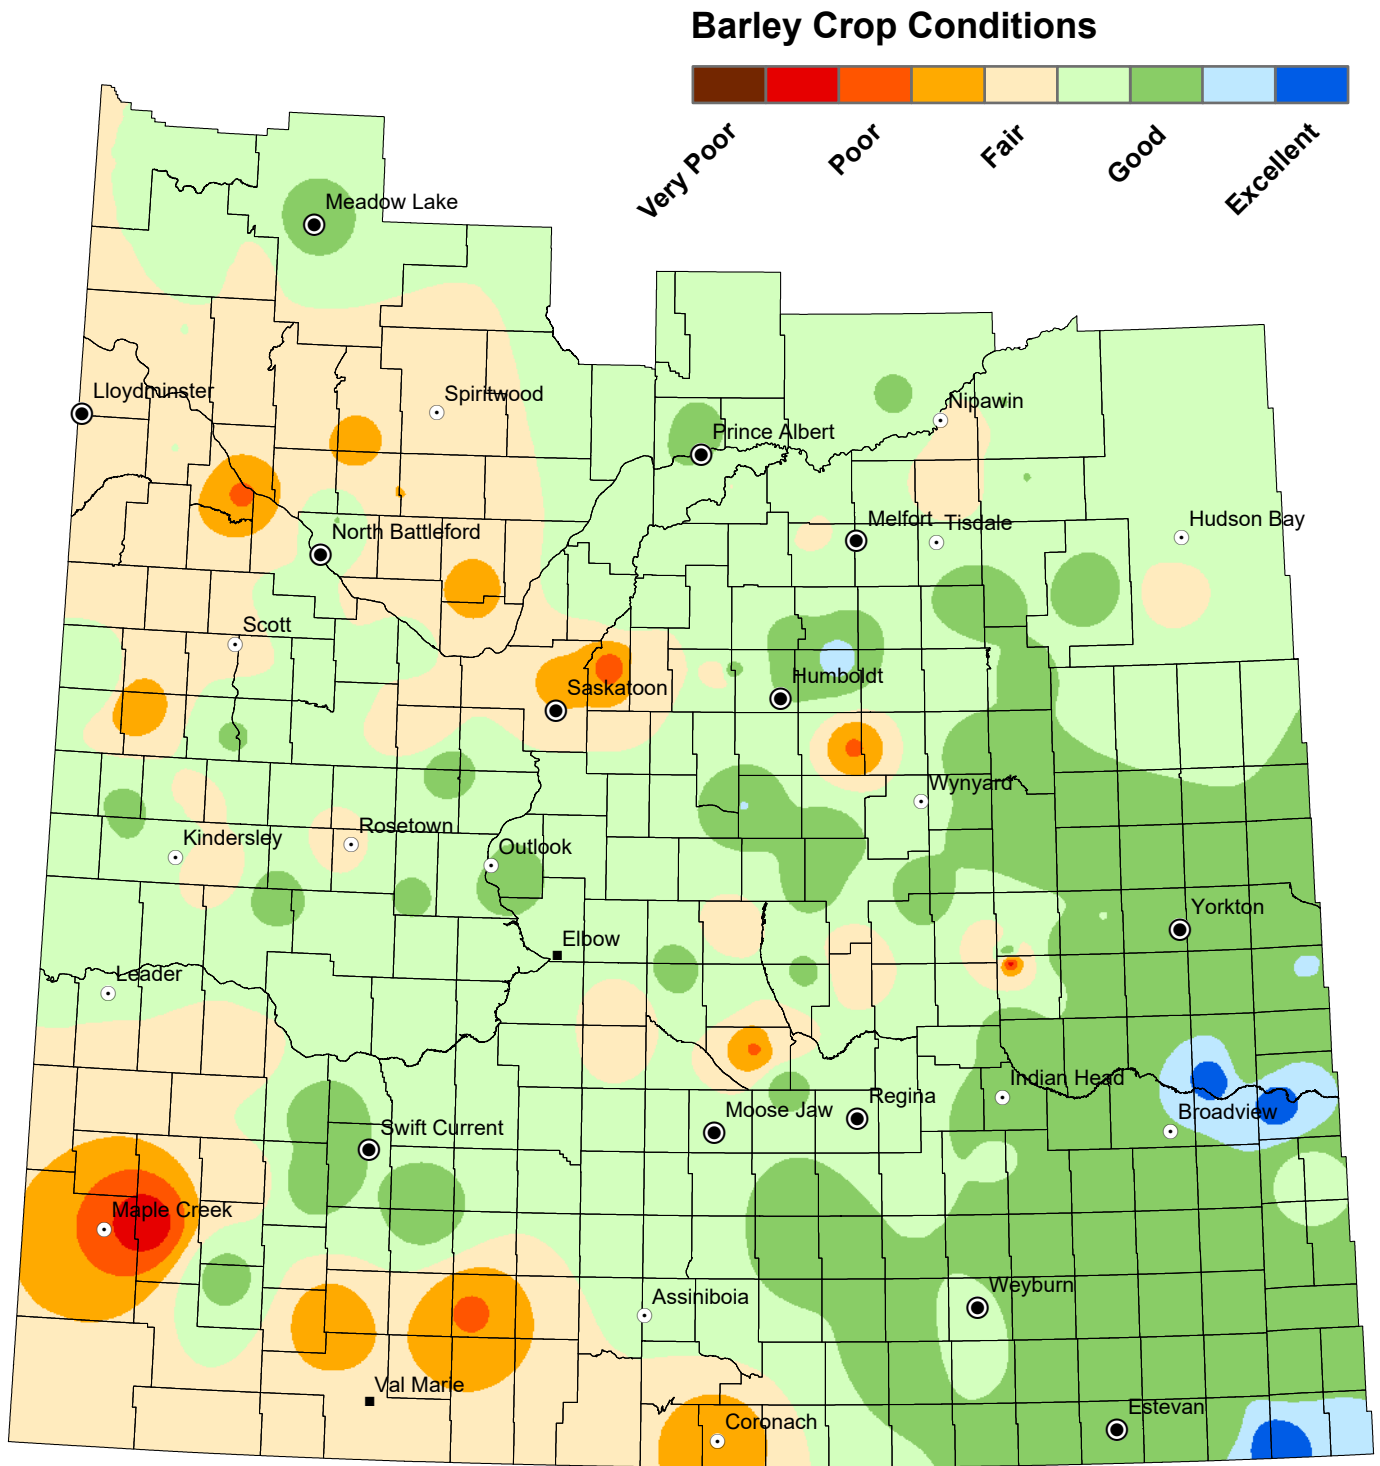 Barley Crop Conditions
Very Poor
Poor
Fair
Good
Excellent
Meadow Lake
Lloydminster
Spiritwood
Nipawin
Prince Albert
North Battleford
Melfort
Tisdale
Hudson Bay
Scott
Saskatoon
Humboldt
Wynyard
Kindersley
Rosetown
Outlook
Yorkton
Elbow
Leader
Indian Head
Regina
Moose Jaw
Broadview
Swift Current
Maple Creek
Weyburn
Assiniboia
Val Marie
Estevan
Coronach